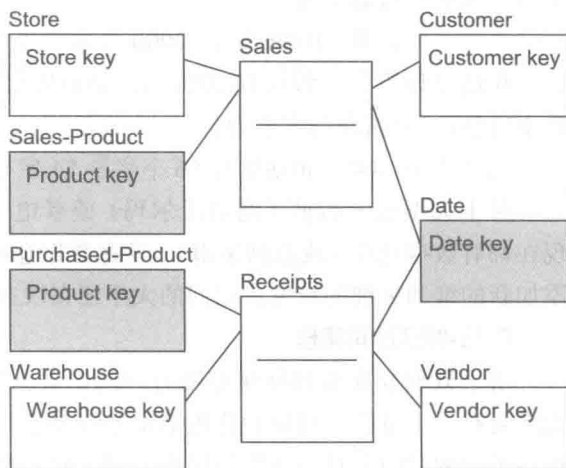 Store
Store key
Sales-Product
Product key
Purchased-Product
Product key
Warehouse
Warehouse key
Sales
Receipts
Customer
Customer key
Date
Date key
Vendor
Vendor key